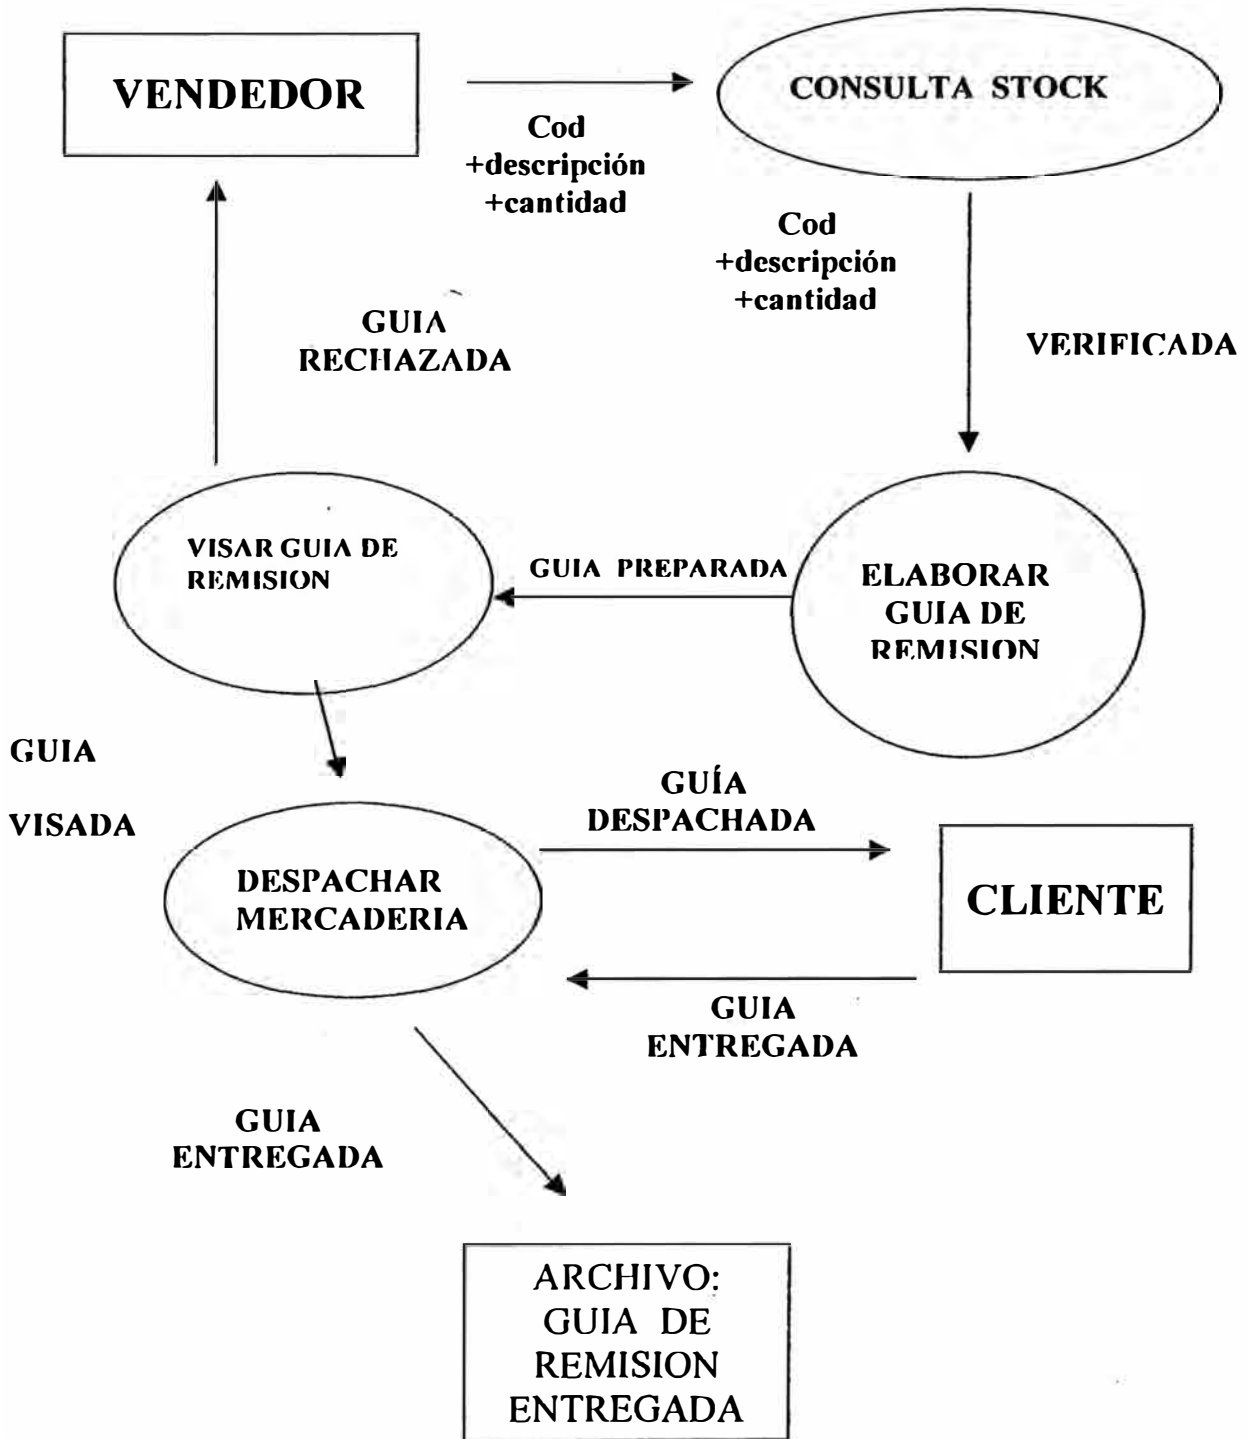 VENDEDOR
CONSULTA STOCK
Cod
+descripción
+cantidad
Cod
+descripción
+cantidad
GUIA
RECHAZADA
VERIFICADA
VISAR GUIA DE
REMISION
GUIA PREPARADA
ELABORAR
GUIA DE
REMISION
GUIA
VISADA
GUÍA
DESPACHADA
DESPACHAR
MERCADERIA
CLIENTE
GUIA
ENTREGADA
GUIA
ENTREGADA
ARCHIVO:
GUIA DE
REMISION
ENTREGADA